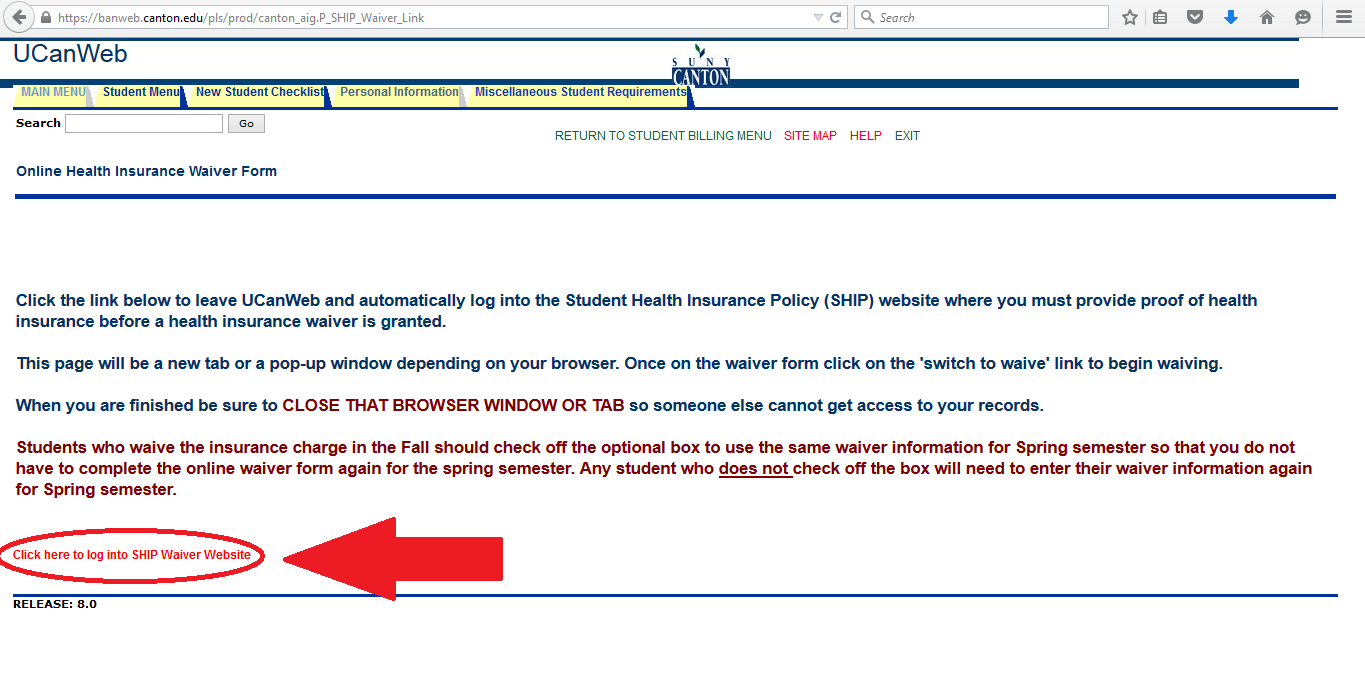 https://banweb.canton.edu/pls/prod/canton_aig.P_SHIP_Waiver_Link
Search
UCanWeb
SUNY
CANTON
MAIN MENU Student Menu New Student Checklist Personal Information Miscellaneous Student Requirements
Search Go
RETURN TO STUDENT BILLING MENU SITE MAP HELP EXIT
Online Health Insurance Waiver Form
Click the link below to leave UCanWeb and automatically log into the Student Health Insurance Policy (SHIP) website where you must provide proof of health
insurance before a health insurance waiver is granted.
This page will be a new tab or a pop-up window depending on your browser. Once on the waiver form click on the 'switch to waive' link to begin waiving.
When you are finished be sure to CLOSE THAT BROWSER WINDOW OR TAB so someone else cannot get access to your records.
Students who waive the insurance charge in the Fall should check off the optional box to use the same waiver information for Spring semester so that you do not
have to complete the online waiver form again for the spring semester. Any student who does not check off the box will need to enter their waiver information again
for Spring semester.
Click here to log into SHIP Waiver Website
RELEASE: 8.0